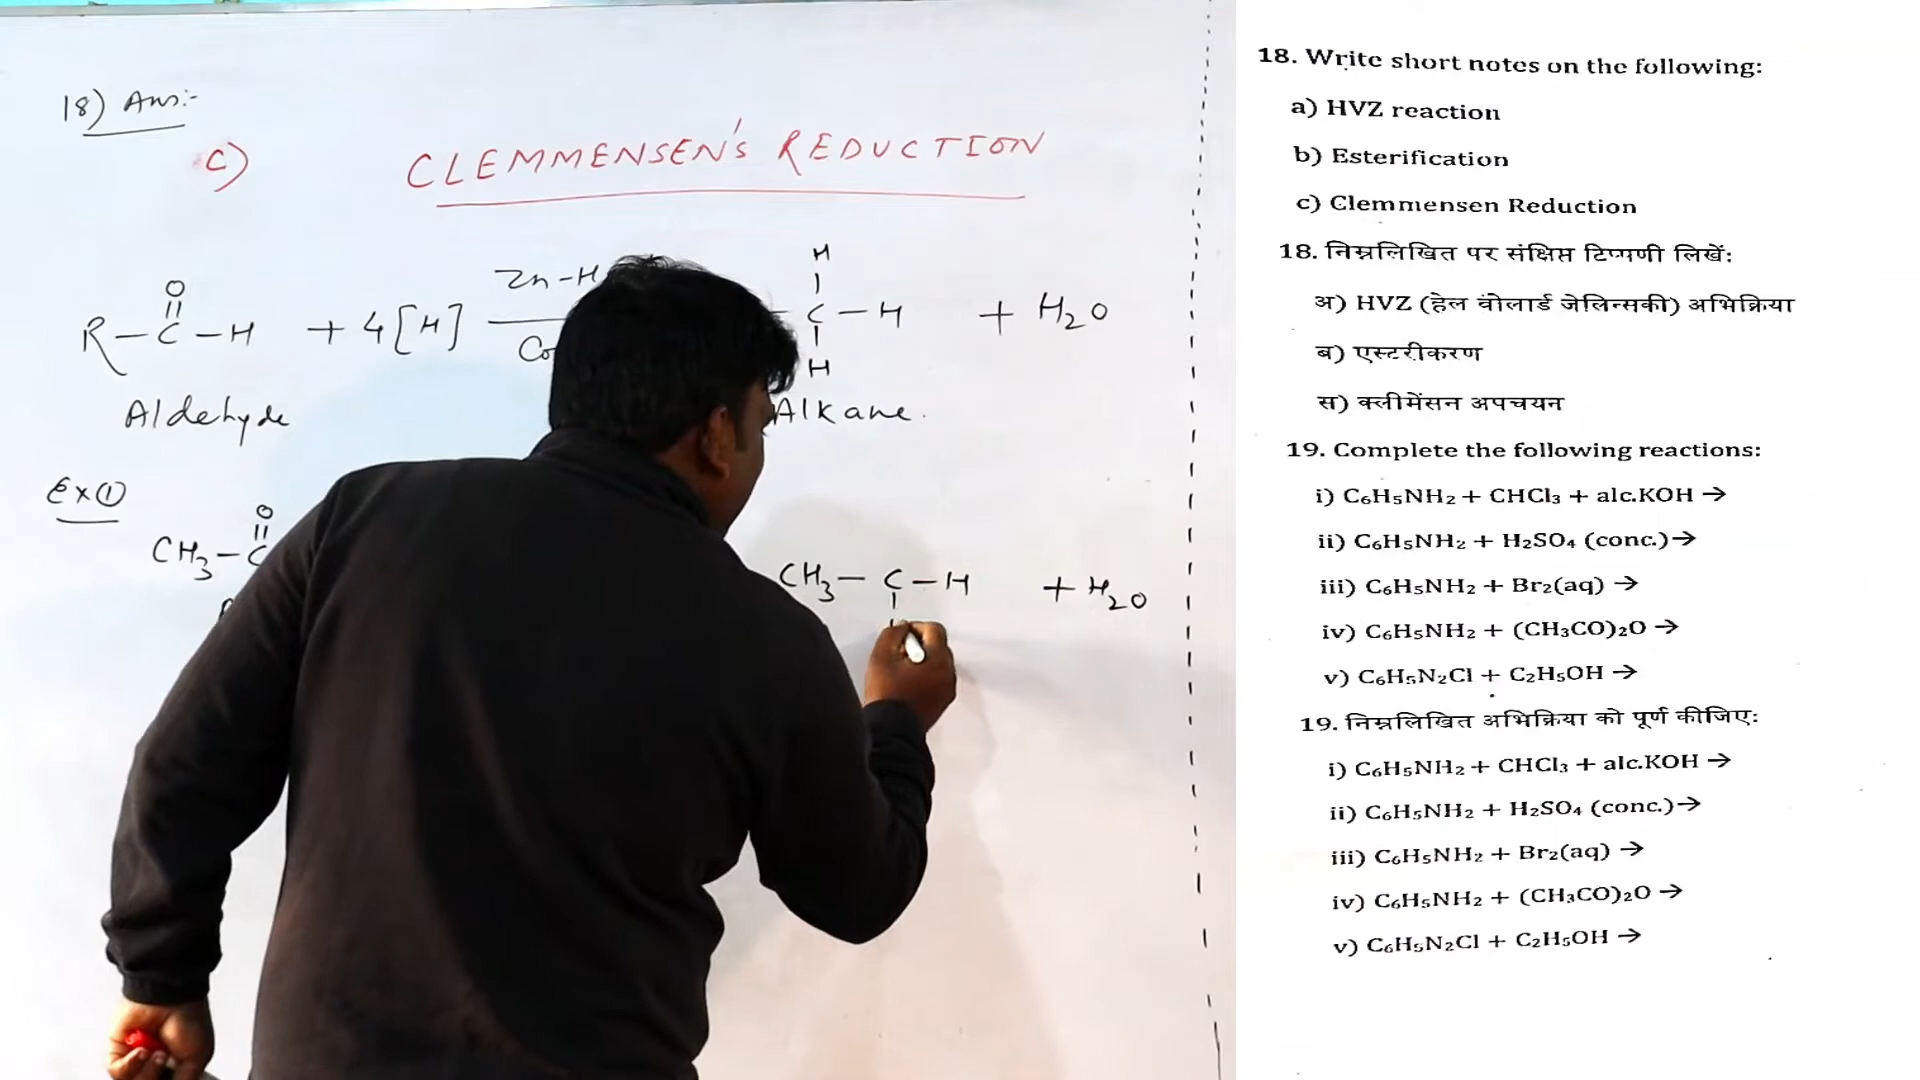 18) Ans:-
C) CLEMMENSEN'S REDUCTION
O
||
R-C-H + 4[H] Zn-H
H
|
C-H + H2O
|
H
Aldehyde
Alkane.
Ex①
O
||
CH3-C
CH3-C-H + H2O
|
18. Write short notes on the following:
a) HVZ reaction
b) Esterification
c) Clemmensen Reduction
18. निम्नलिखित पर संक्षिप्त टिप्पणी लिखें:
अ) HVZ (हेल वोलार्ड जेलिन्सकी) अभिक्रिया
ब) एस्टरीकरण
स) क्लीमेंसन अपचयन
19. Complete the following reactions:
i) C₆H₅NH₂ + CHCl₃ + alc.KOH →
ii) C₆H₅NH₂ + H₂SO₄ (conc.)→
iii) C₆H₅NH₂ + Br₂(aq) →
iv) C₆H₅NH₂ + (CH₃CO)₂O →
v) C₆H₅N₂Cl + C₂H₅OH →
19. निम्नलिखित अभिक्रिया को पूर्ण कीजिए:
i) C₆H₅NH₂ + CHCl₃ + alc.KOH →
ii) C₆H₅NH₂ + H₂SO₄ (conc.)→
iii) C₆H₅NH₂ + Br₂(aq) →
iv) C₆H₅NH₂ + (CH₃CO)₂O →
v) C₆H₅N₂Cl + C₂H₅OH →